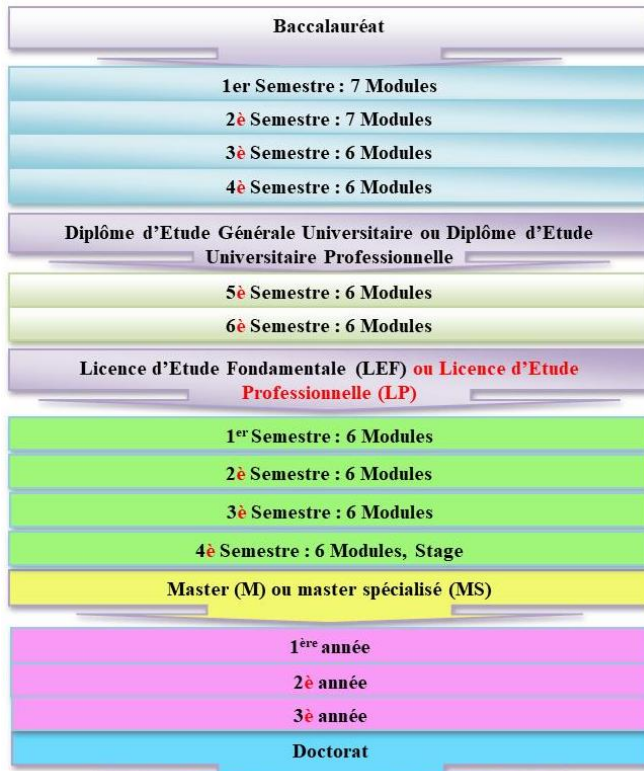 Baccalauréat
1er Semestre : 7 Modules
2è Semestre : 7 Modules
3è Semestre : 6 Modules
4è Semestre : 6 Modules
Diplôme d'Etude Générale Universitaire ou Diplôme d'Etude
Universitaire Professionnelle
5è Semestre : 6 Modules
6è Semestre : 6 Modules
Licence d'Etude Fondamentale (LEF) ou Licence d'Etude
Professionnelle (LP)
1er Semestre : 6 Modules
2è Semestre : 6 Modules
3è Semestre : 6 Modules
4è Semestre : 6 Modules, Stage
Master (M) ou master spécialisé (MS)
1ère année
2è année
3è année
Doctorat